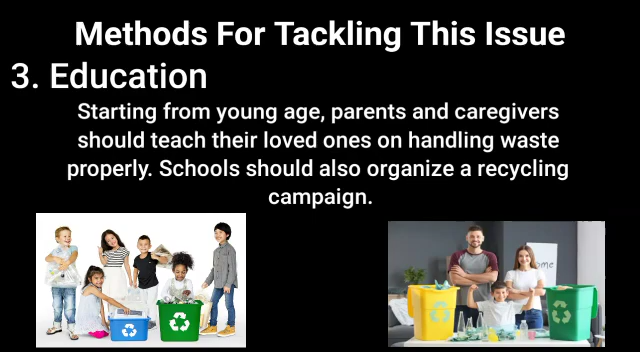 Methods For Tackling This Issue
3. Education
Starting from young age, parents and caregivers
should teach their loved ones on handling waste
properly. Schools should also organize a recycling
campaign.
ome